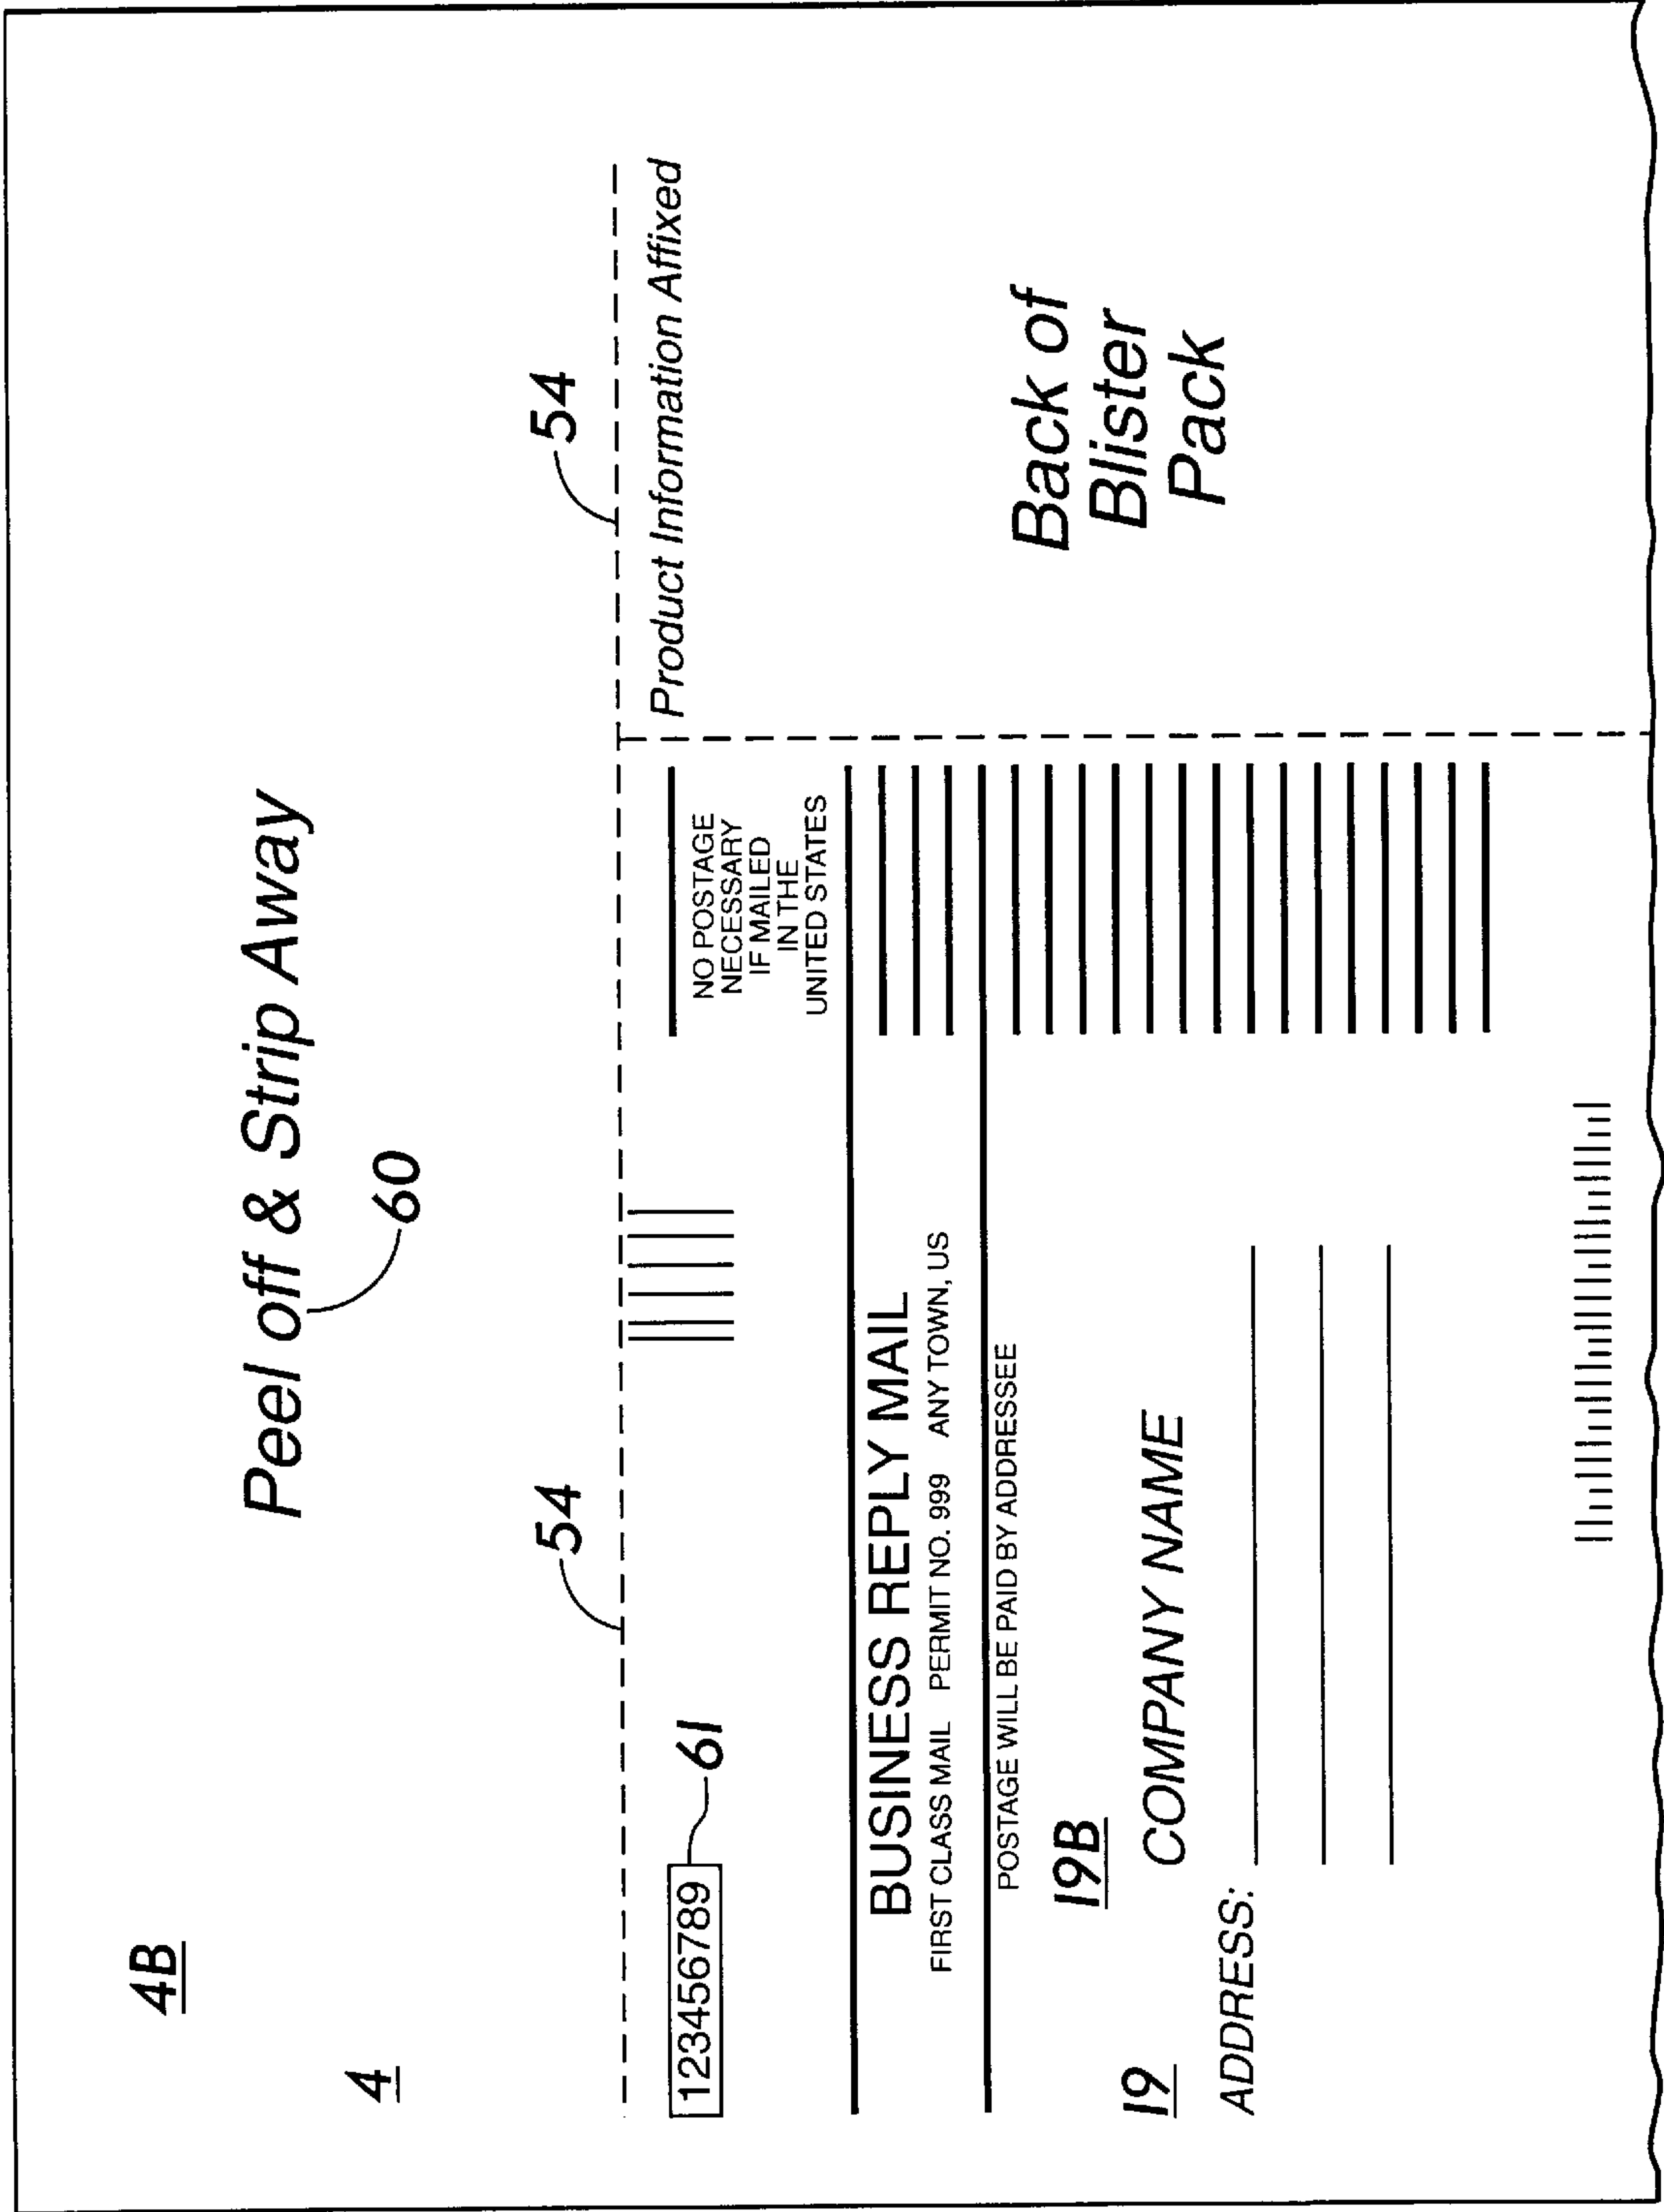 4B
Peel off & Strip Away
4
60
54
54
123456789
61
Product Information Affixed
NO POSTAGE
NECESSARY
IF MAILED
IN THE
UNITED STATES
BUSINESS REPLY MAIL
FIRST CLASS MAIL PERMIT NO. 999 ANY TOWN, US
POSTAGE WILL BE PAID BY ADDRESSEE
19B
19
COMPANY NAME
ADDRESS:
Back of
Blister
Pack